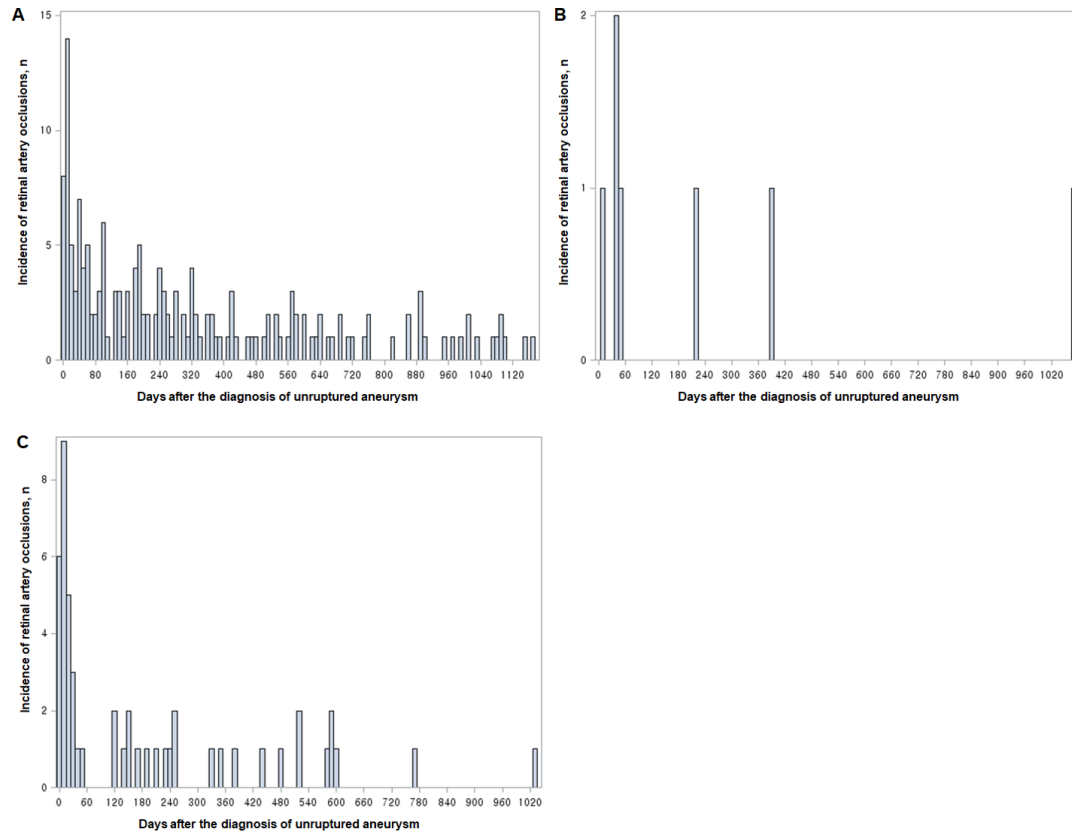 A
Incidence of retinal artery occlusions, n
15
10
5
0
0 80 160 240 320 400 480 560 640 720 800 880 960 1040 1120
Days after the diagnosis of unruptured aneurysm
B
Incidence of retinal artery occlusions, n
2
1
0
0 60 120 180 240 300 360 420 480 540 600 660 720 780 840 900 960 1020
Days after the diagnosis of unruptured aneurysm
C
Incidence of retinal artery occlusions, n
8
6
4
2
0
0 60 120 180 240 300 360 420 480 540 600 660 720 780 840 900 960 1020
Days after the diagnosis of unruptured aneurysm